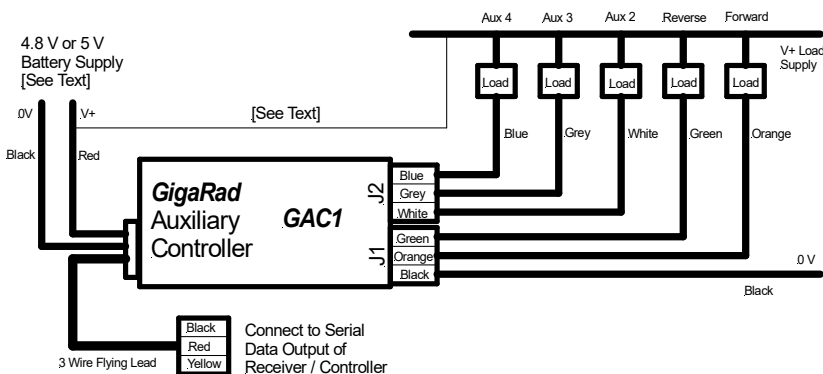 Aux 4 Aux 3 Aux 2 Reverse Forward
4.8 V or 5 V
Battery Supply
[See Text]
V+ Load
Supply
Load Load Load Load Load
0V V+
[See Text]
Blue Grey White Green Orange
Black Red
GigaRad
Auxiliary
Controller
GAC1
J2
Blue
Grey
White
J1
Green
Orange
Black
0 V
Black
3 Wire Flying Lead
Black
Red
Yellow
Connect to Serial
Data Output of
Receiver / Controller